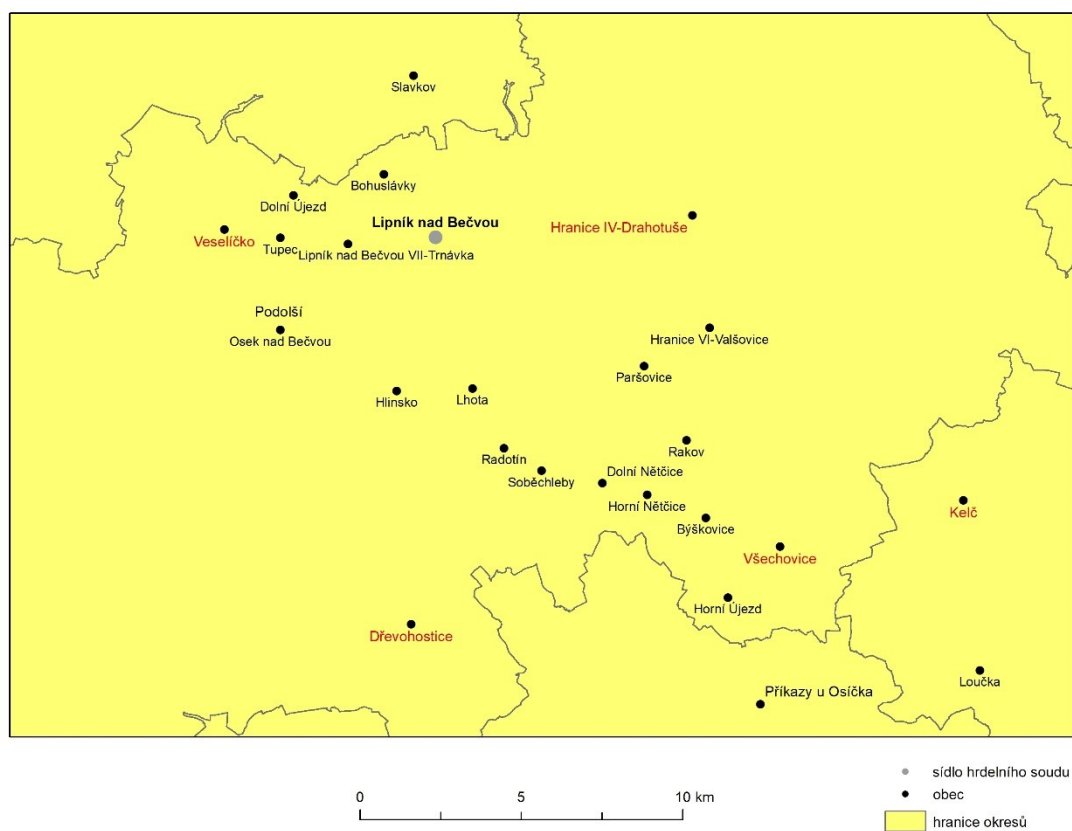 Slavkov
Bohuslávky
Dolní Újezd
Lipník nad Bečvou
Hranice IV-Drahotuše
Veselíčko
Tupec
Lipník nad Bečvou VII-Trnávka
Podolší
Osek nad Bečvou
Hranice VI-Valšovice
Paršovice
Hlinsko
Lhota
Rakov
Radotín
Soběchleby
Dolní Nětčice
Horní Nětčice
Kelč
Býškovice
Všechovice
Horní Újezd
Dřevohostice
Loučka
Příkazy u Osíčka
sídlo hrdelního soudu
obec
hranice okresů
0 5 10 km